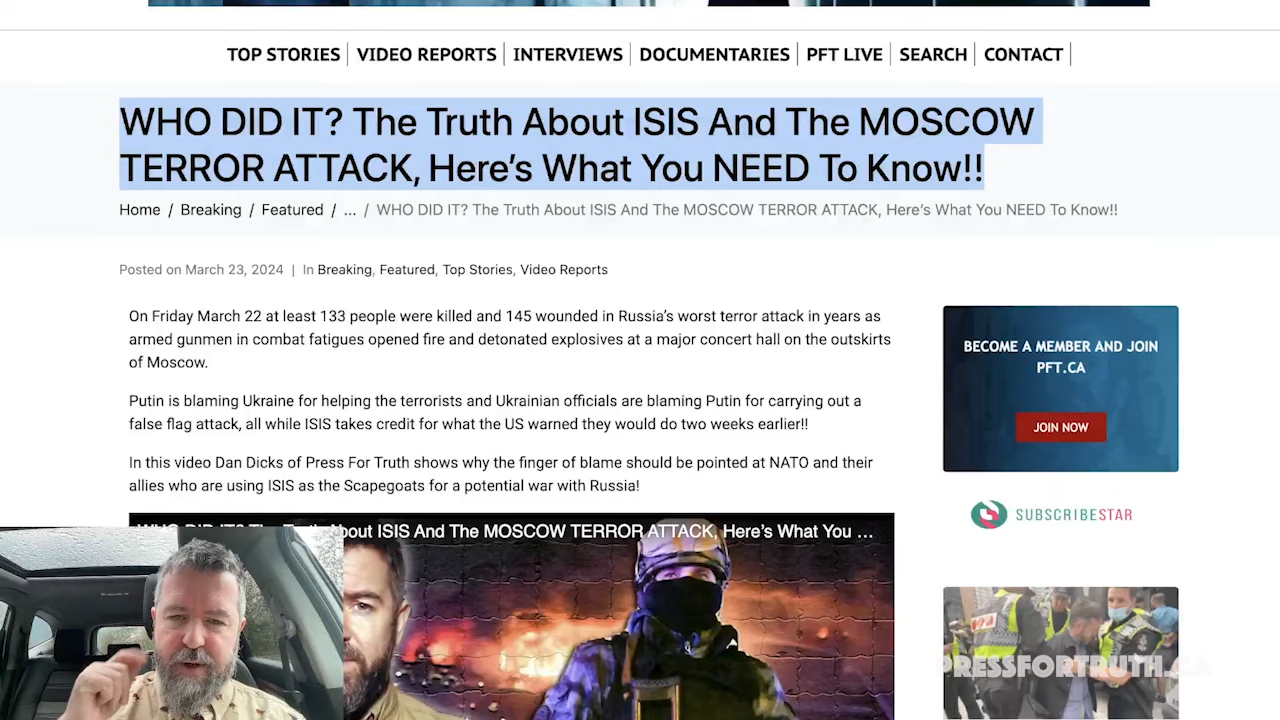 TOP STORIES VIDEO REPORTS INTERVIEWS DOCUMENTARIES PFT LIVE SEARCH CONTACT
WHO DID IT? The Truth About ISIS And The MOSCOW
TERROR ATTACK, Here’s What You NEED To Know!!
Home / Breaking / Featured / ... / WHO DID IT? The Truth About ISIS And The MOSCOW TERROR ATTACK, Here’s What You NEED To Know!!
Posted on March 23, 2024 | In Breaking, Featured, Top Stories, Video Reports
On Friday March 22 at least 133 people were killed and 145 wounded in Russia’s worst terror attack in years as
armed gunmen in combat fatigues opened fire and detonated explosives at a major concert hall on the outskirts
of Moscow.
Putin is blaming Ukraine for helping the terrorists and Ukrainian officials are blaming Putin for carrying out a
false flag attack, all while ISIS takes credit for what the US warned they would do two weeks earlier!!
In this video Dan Dicks of Press For Truth shows why the finger of blame should be pointed at NATO and their
allies who are using ISIS as the Scapegoats for a potential war with Russia!
WHO DID IT? The Truth About ISIS And The MOSCOW TERROR ATTACK, Here’s What You ...
BECOME A MEMBER AND JOIN
PFT.CA
JOIN NOW
SUBSCRIBESTAR
PRESSFORTRUTH.CA